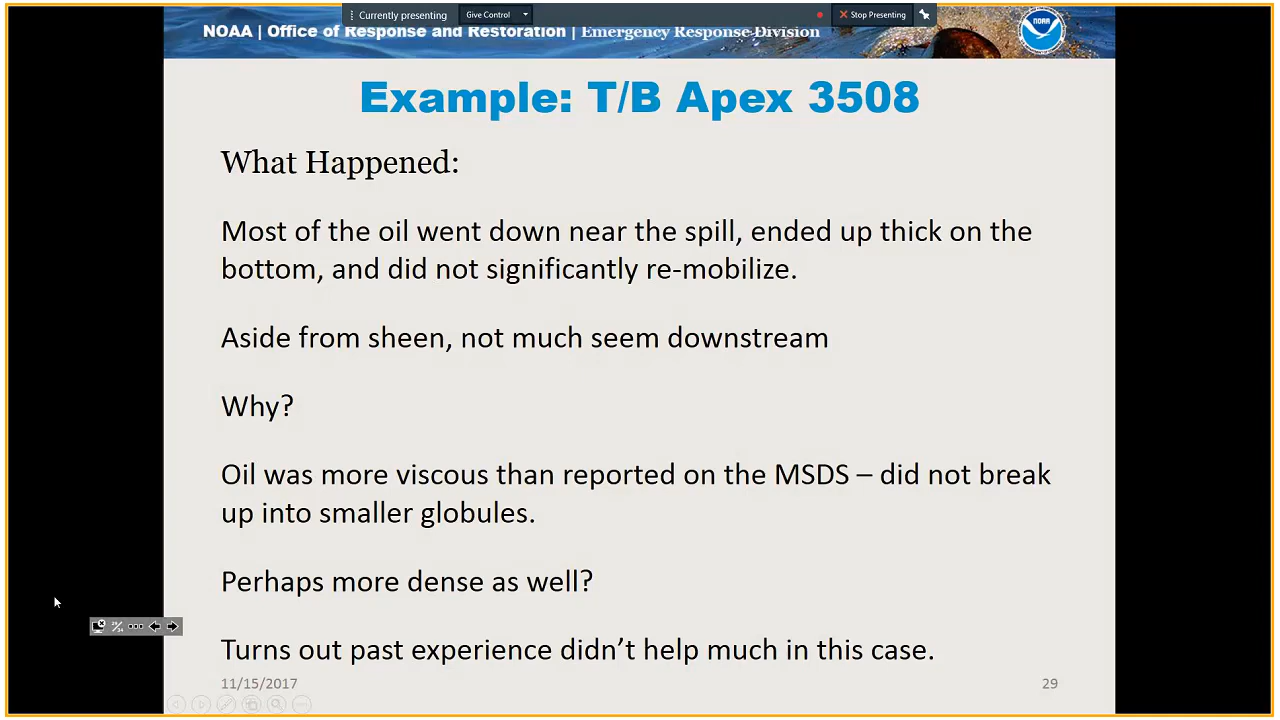 Currently presenting Give Control Stop Presenting
NOAA | Office of Response and Restoration | Emergency Response Division
NOAA
Example: T/B Apex 3508
What Happened:
Most of the oil went down near the spill, ended up thick on the
bottom, and did not significantly re-mobilize.
Aside from sheen, not much seem downstream
Why?
Oil was more viscous than reported on the MSDS – did not break
up into smaller globules.
Perhaps more dense as well?
Turns out past experience didn’t help much in this case.
11/15/2017 29